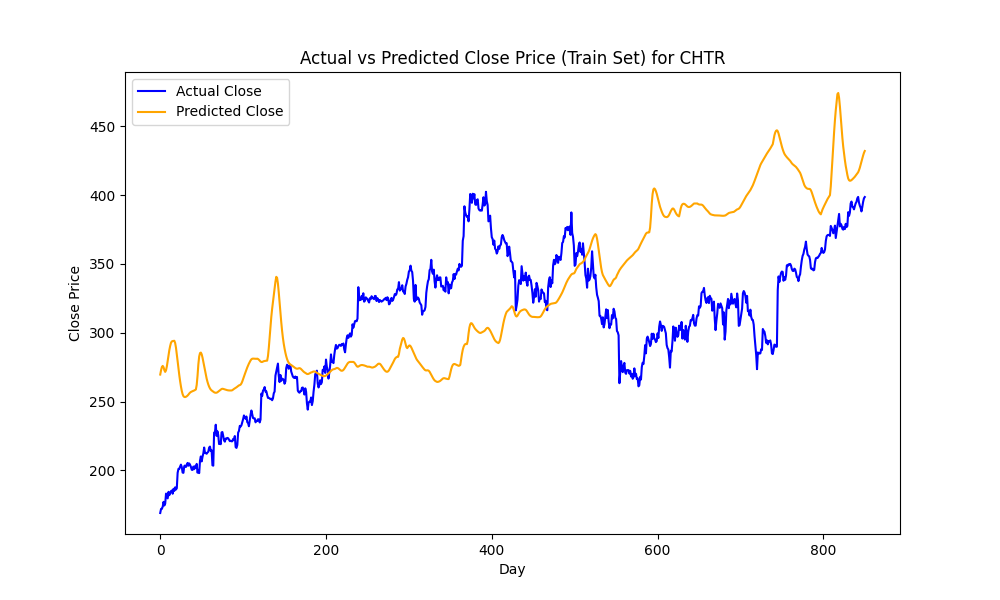 Actual vs Predicted Close Price (Train Set) for CHTR
Actual Close
Predicted Close
450
400
350
300
250
200
Close Price
0 200 400 600 800
Day